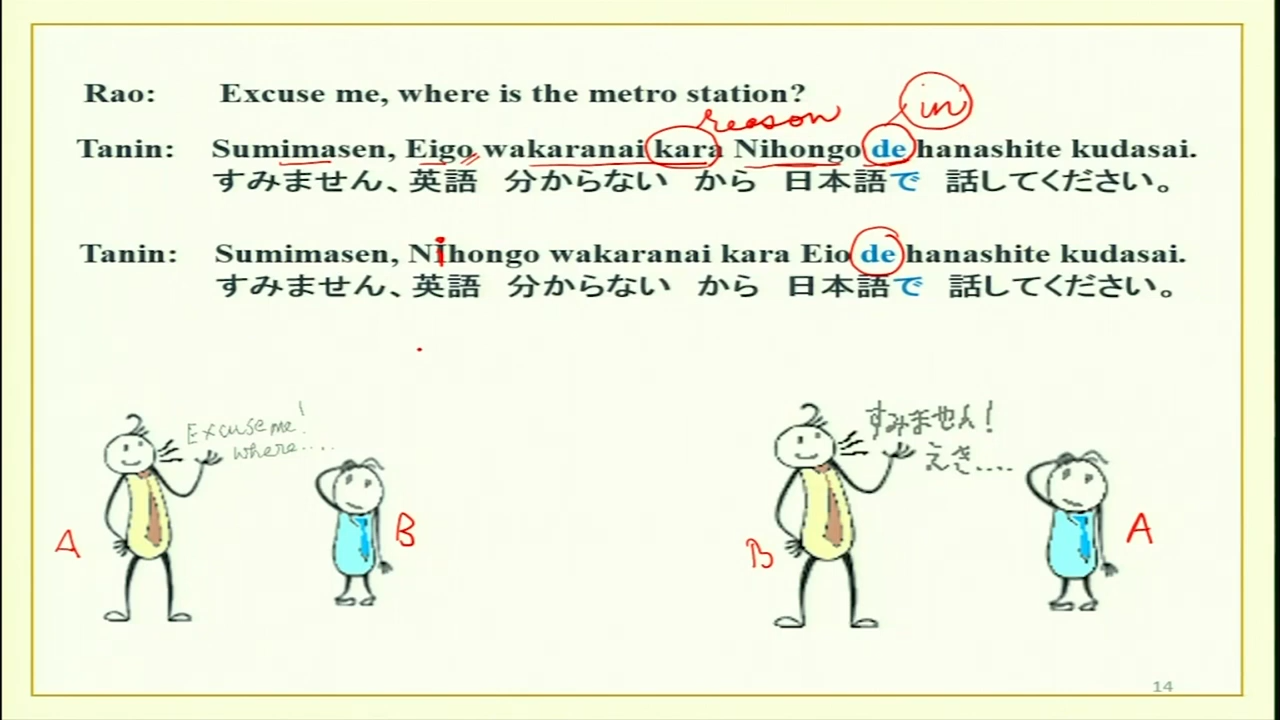 Rao: Excuse me, where is the metro station?
reason
in
Tanin: Sumimasen, Eigo wakaranai kara Nihongo de hanashite kudasai.
すみません、英語 分からない から 日本語で 話してください。
Tanin: Sumimasen, Nihongo wakaranai kara Eio de hanashite kudasai.
すみません、英語 分からない から 日本語で 話してください。
Excuse me!
where....
すみません!
えき....
A
B
B
A
14